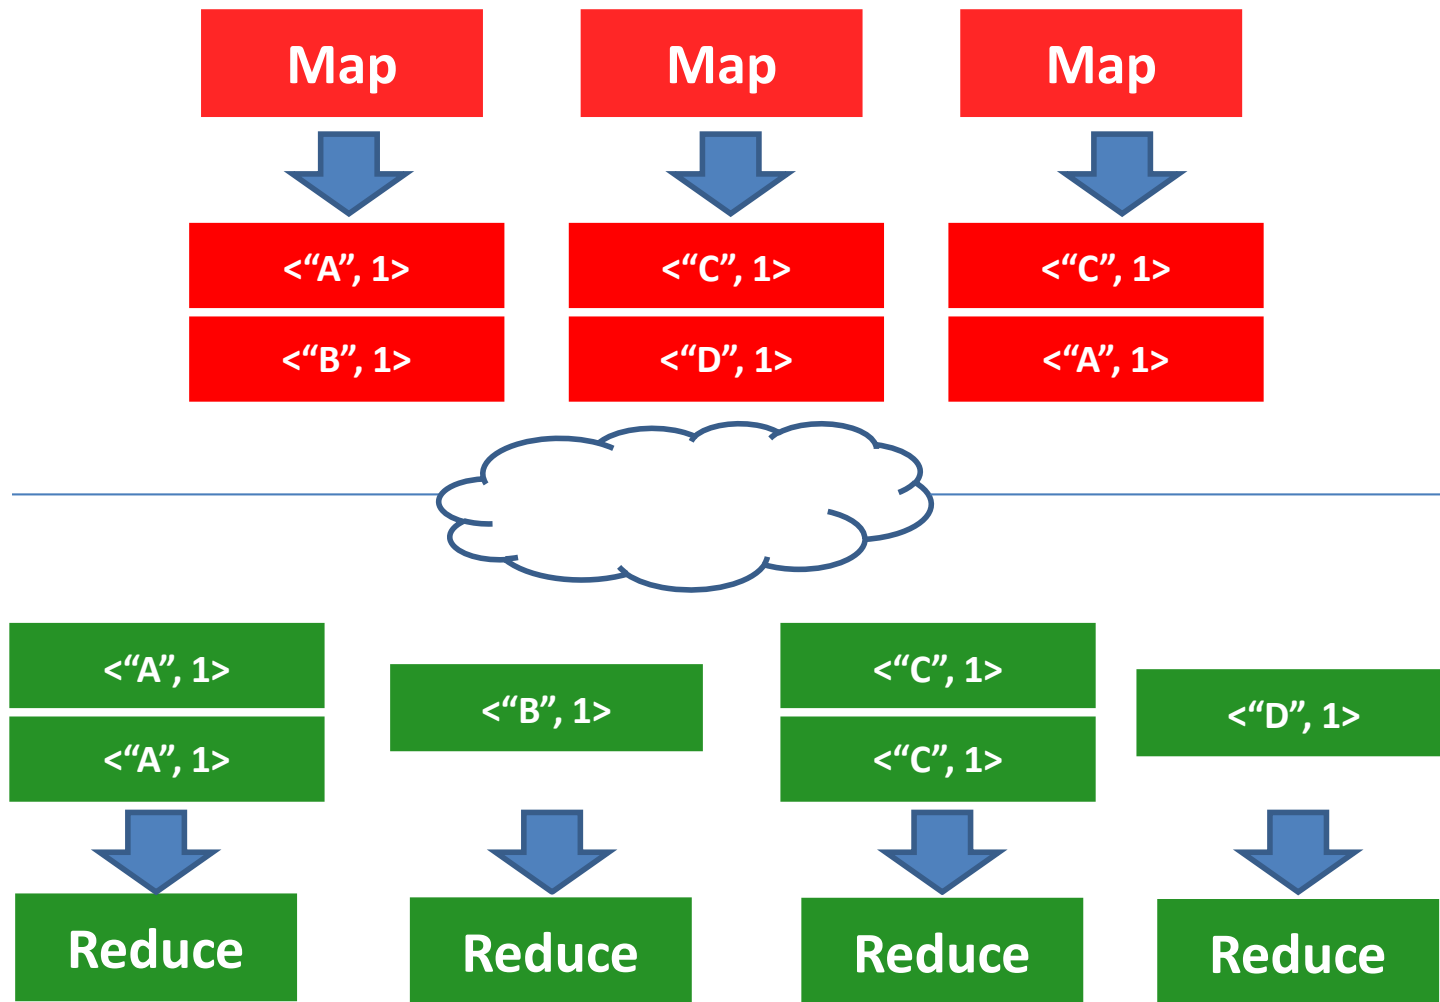 Map
Map
Map
<“A”, 1>
<“C”, 1>
<“C”, 1>
<“B”, 1>
<“D”, 1>
<“A”, 1>
<“A”, 1>
<“B”, 1>
<“C”, 1>
<“D”, 1>
<“A”, 1>
<“C”, 1>
Reduce
Reduce
Reduce
Reduce